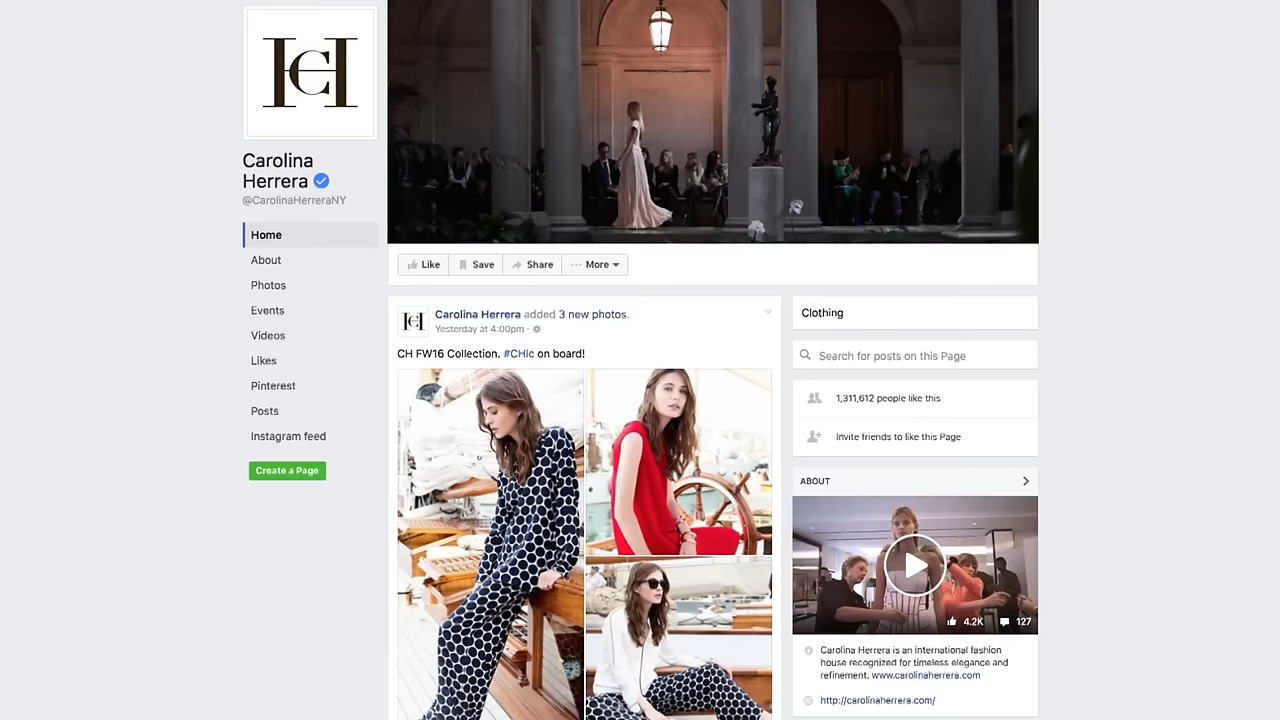 CH
Carolina
Herrera
@CarolinaHerreraNY
Home
About
Photos
Events
Videos
Likes
Pinterest
Posts
Instagram feed
Create a Page
Like
Save
Share
More
CH
Carolina Herrera added 3 new photos.
Yesterday at 4:00pm ·
CH FW16 Collection. #CHic on board!
Clothing
Search for posts on this Page
1,311,612 people like this
Invite friends to like this Page
ABOUT
4.2K
127
Carolina Herrera is an international fashion
house recognized for timeless elegance and
refinement. www.carolinaherrera.com
http://carolinaherrera.com/